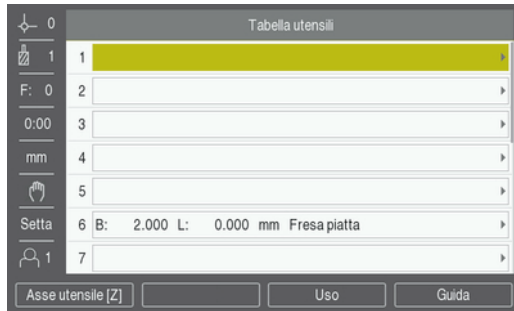 0
Tabella utensili
1
1
F: 0
2
0:00
3
mm
4
5
Setta
6 B: 2.000 L: 0.000 mm Fresa piatta
1
7
Asse utensile [Z]
Uso
Guida